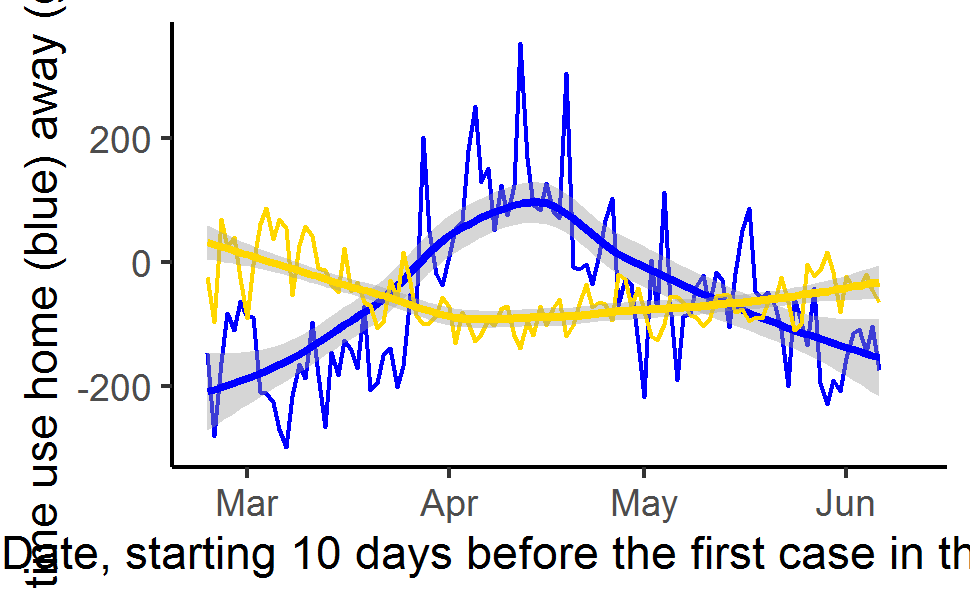 time use home (blue) away (g
200
0
-200
Mar Apr May Jun
Date, starting 10 days before the first case in th